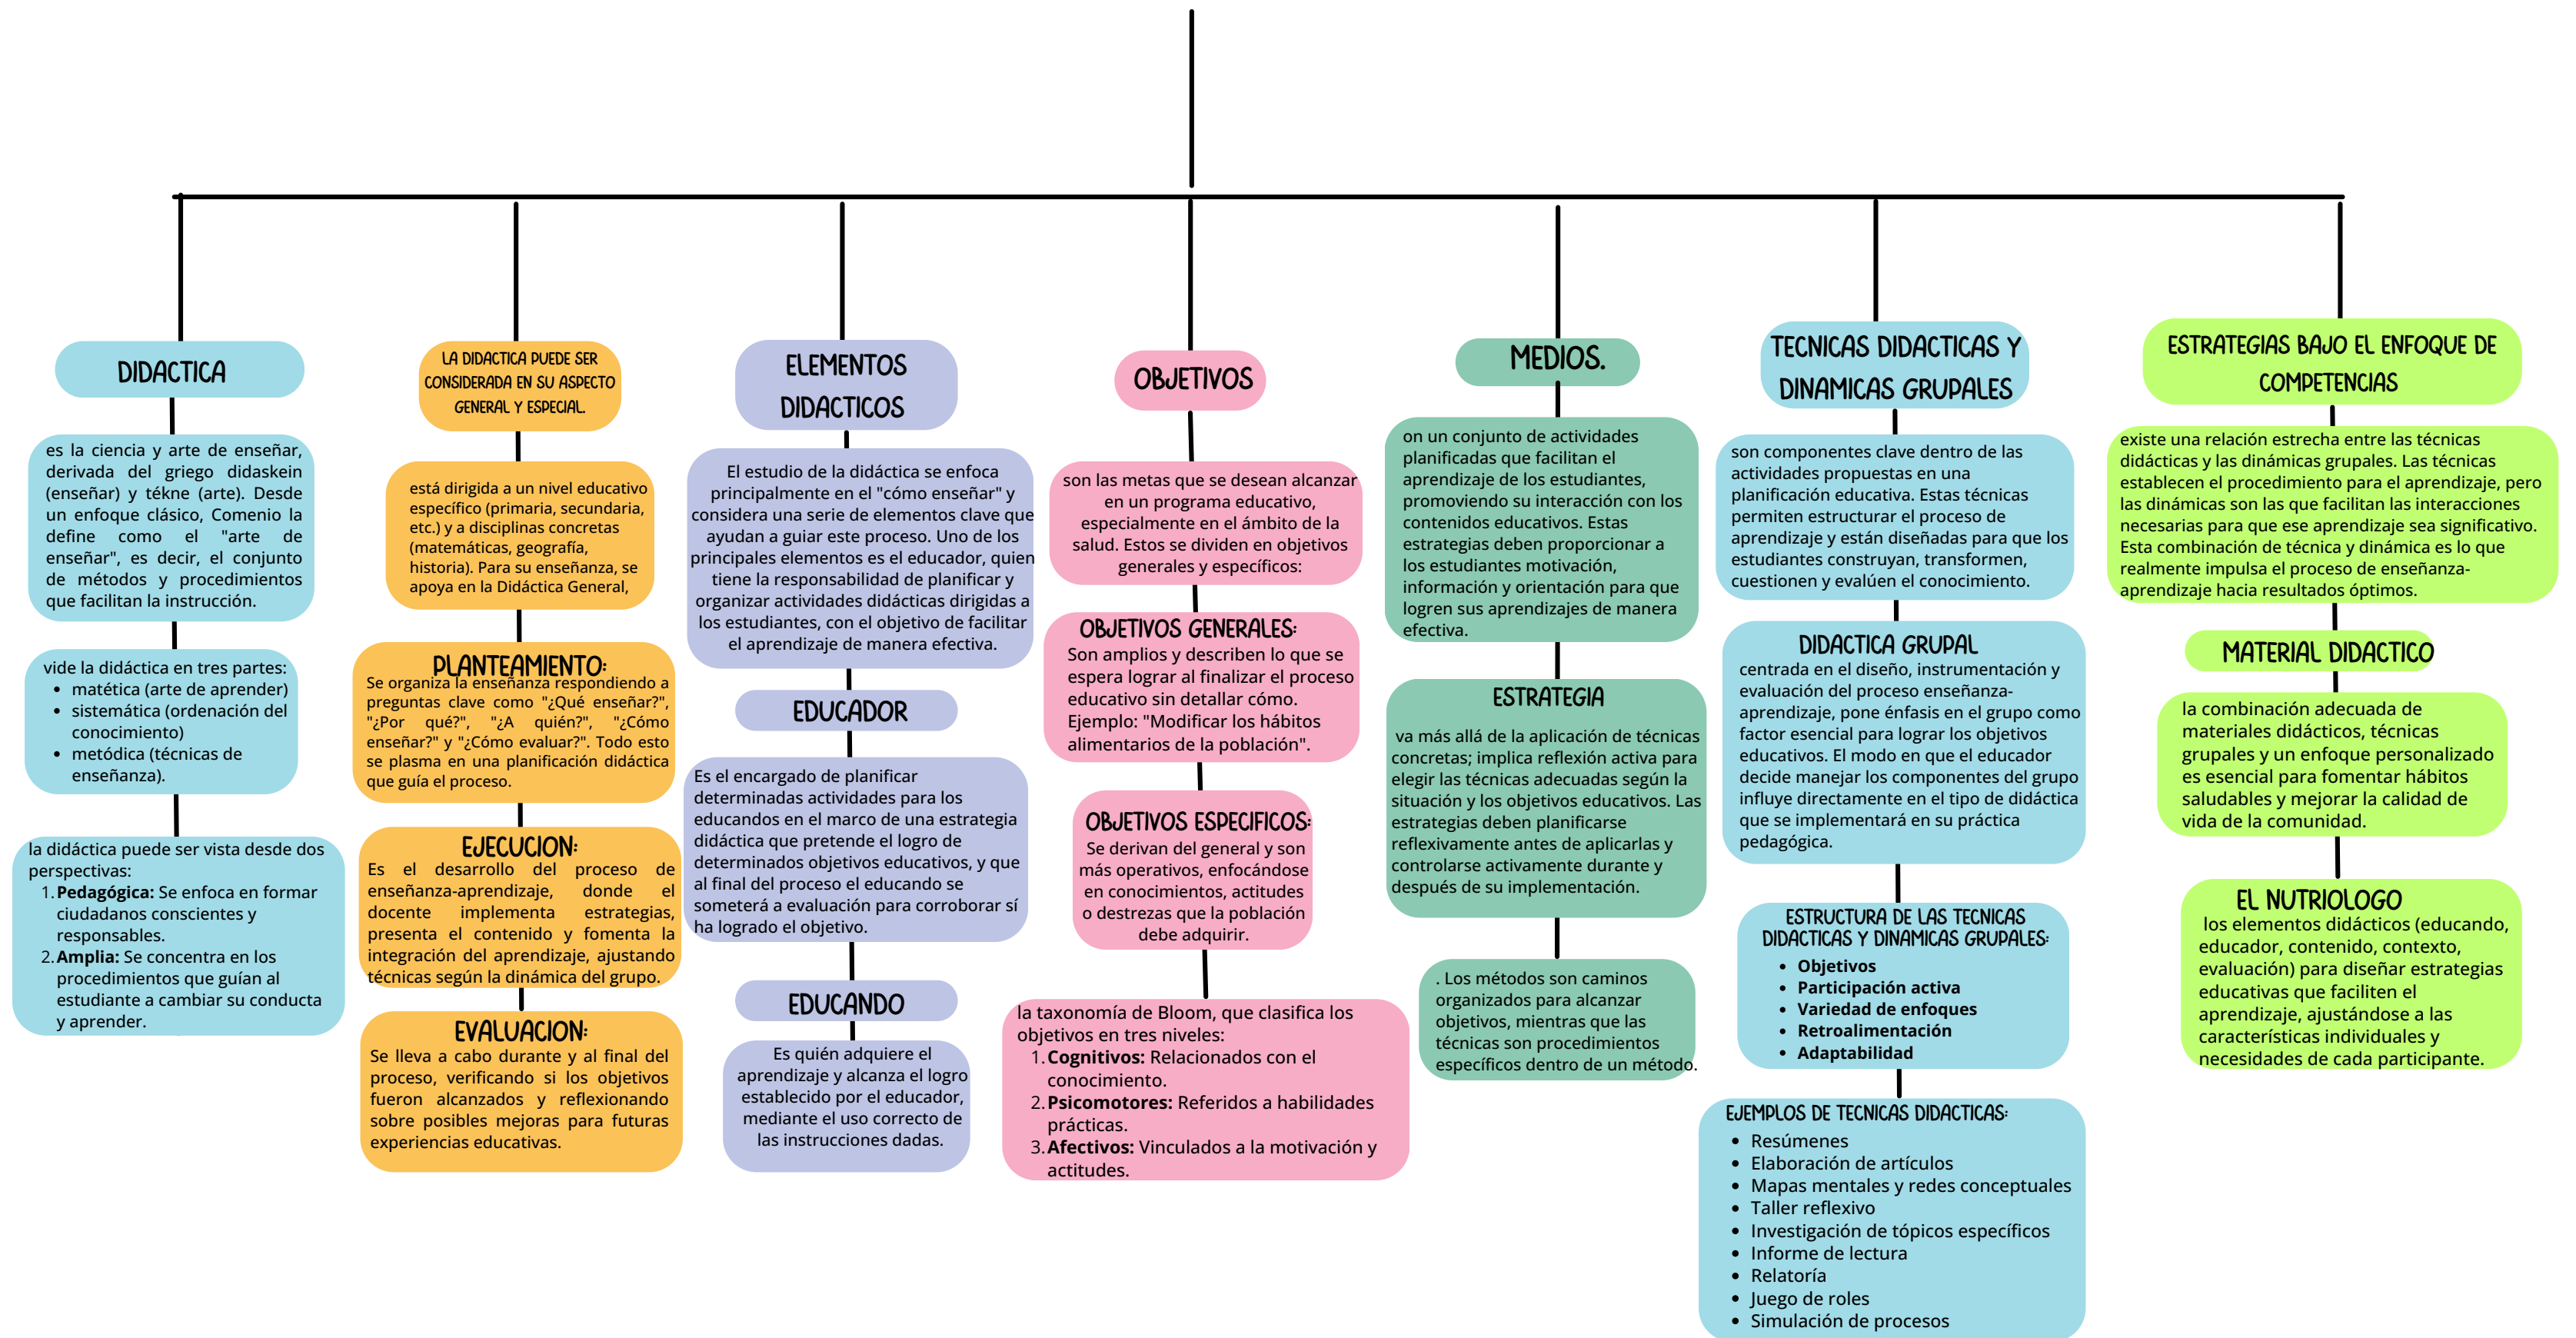 DIDACTICA
es la ciencia y arte de enseñar,
derivada del griego didaskein
(enseñar) y tékne (arte). Desde
un enfoque clásico, Comenio la
define como el "arte de
enseñar", es decir, el conjunto
de métodos y procedimientos
que facilitan la instrucción.
vide la didáctica en tres partes:
• matética (arte de aprender)
• sistemática (ordenación del
conocimiento)
• metódica (técnicas de
enseñanza).
la didáctica puede ser vista desde dos
perspectivas:
1. Pedagógica: Se enfoca en formar
ciudadanos conscientes y
responsables.
2. Amplia: Se concentra en los
procedimientos que guían al
estudiante a cambiar su conducta
y aprender.
LA DIDACTICA PUEDE SER
CONSIDERADA EN SU ASPECTO
GENERAL Y ESPECIAL.
está dirigida a un nivel educativo
específico (primaria, secundaria,
etc.) y a disciplinas concretas
(matemáticas, geografía,
historia). Para su enseñanza, se
apoya en la Didáctica General,
PLANTEAMIENTO:
Se organiza la enseñanza respondiendo a
preguntas clave como "¿Qué enseñar?",
"¿Por qué?", "¿A quién?", "¿Cómo
enseñar?" y "¿Cómo evaluar?". Todo esto
se plasma en una planificación didáctica
que guía el proceso.
EJECUCION:
Es el desarrollo del proceso de
enseñanza-aprendizaje, donde el
docente implementa estrategias,
presenta el contenido y fomenta la
integración del aprendizaje, ajustando
técnicas según la dinámica del grupo.
EVALUACION:
Se lleva a cabo durante y al final del
proceso, verificando si los objetivos
fueron alcanzados y reflexionando
sobre posibles mejoras para futuras
experiencias educativas.
ELEMENTOS
DIDACTICOS
El estudio de la didáctica se enfoca
principalmente en el "cómo enseñar" y
considera una serie de elementos clave que
ayudan a guiar este proceso. Uno de los
principales elementos es el educador, quien
tiene la responsabilidad de planificar y
organizar actividades didácticas dirigidas a
los estudiantes, con el objetivo de facilitar
el aprendizaje de manera efectiva.
EDUCADOR
Es el encargado de planificar
determinadas actividades para los
educandos en el marco de una estrategia
didáctica que pretende el logro de
determinados objetivos educativos, y que
al final del proceso el educando se
someterá a evaluación para corroborar sí
ha logrado el objetivo.
EDUCANDO
Es quién adquiere el
aprendizaje y alcanza el logro
establecido por el educador,
mediante el uso correcto de
las instrucciones dadas.
OBJETIVOS
son las metas que se desean alcanzar
en un programa educativo,
especialmente en el ámbito de la
salud. Estos se dividen en objetivos
generales y específicos:
OBJETIVOS GENERALES:
Son amplios y describen lo que se
espera lograr al finalizar el proceso
educativo sin detallar cómo.
Ejemplo: "Modificar los hábitos
alimentarios de la población".
OBJETIVOS ESPECIFICOS:
Se derivan del general y son
más operativos, enfocándose
en conocimientos, actitudes
o destrezas que la población
debe adquirir.
la taxonomía de Bloom, que clasifica los
objetivos en tres niveles:
1. Cognitivos: Relacionados con el
conocimiento.
2. Psicomotores: Referidos a habilidades
prácticas.
3. Afectivos: Vinculados a la motivación y
actitudes.
MEDIOS.
on un conjunto de actividades
planificadas que facilitan el
aprendizaje de los estudiantes,
promoviendo su interacción con los
contenidos educativos. Estas
estrategias deben proporcionar a
los estudiantes motivación,
información y orientación para que
logren sus aprendizajes de manera
efectiva.
ESTRATEGIA
va más allá de la aplicación de técnicas
concretas; implica reflexión activa para
elegir las técnicas adecuadas según la
situación y los objetivos educativos. Las
estrategias deben planificarse
reflexivamente antes de aplicarlas y
controlarse activamente durante y
después de su implementación.
. Los métodos son caminos
organizados para alcanzar
objetivos, mientras que las
técnicas son procedimientos
específicos dentro de un método.
TECNICAS DIDACTICAS Y
DINAMICAS GRUPALES
son componentes clave dentro de las
actividades propuestas en una
planificación educativa. Estas técnicas
permiten estructurar el proceso de
aprendizaje y están diseñadas para que los
estudiantes construyan, transformen,
cuestionen y evalúen el conocimiento.
DIDACTICA GRUPAL
centrada en el diseño, instrumentación y
evaluación del proceso enseñanza-
aprendizaje, pone énfasis en el grupo como
factor esencial para lograr los objetivos
educativos. El modo en que el educador
decide manejar los componentes del grupo
influye directamente en el tipo de didáctica
que se implementará en su práctica
pedagógica.
ESTRUCTURA DE LAS TECNICAS
DIDACTICAS Y DINAMICAS GRUPALES:
• Objetivos
• Participación activa
• Variedad de enfoques
• Retroalimentación
• Adaptabilidad
EJEMPLOS DE TECNICAS DIDACTICAS:
• Resúmenes
• Elaboración de artículos
• Mapas mentales y redes conceptuales
• Taller reflexivo
• Investigación de tópicos específicos
• Informe de lectura
• Relatoría
• Juego de roles
• Simulación de procesos
ESTRATEGIAS BAJO EL ENFOQUE DE
COMPETENCIAS
existe una relación estrecha entre las técnicas
didácticas y las dinámicas grupales. Las técnicas
establecen el procedimiento para el aprendizaje, pero
las dinámicas son las que facilitan las interacciones
necesarias para que ese aprendizaje sea significativo.
Esta combinación de técnica y dinámica es lo que
realmente impulsa el proceso de enseñanza-
aprendizaje hacia resultados óptimos.
MATERIAL DIDACTICO
la combinación adecuada de
materiales didácticos, técnicas
grupales y un enfoque personalizado
es esencial para fomentar hábitos
saludables y mejorar la calidad de
vida de la comunidad.
EL NUTRIOLOGO
los elementos didácticos (educando,
educador, contenido, contexto,
evaluación) para diseñar estrategias
educativas que faciliten el
aprendizaje, ajustándose a las
características individuales y
necesidades de cada participante.